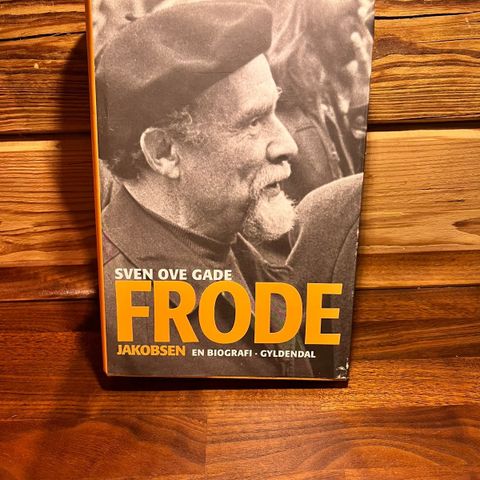 SVEN OVE GADE
FRODE
JAKOBSEN EN BIOGRAFI · GYLDENDAL